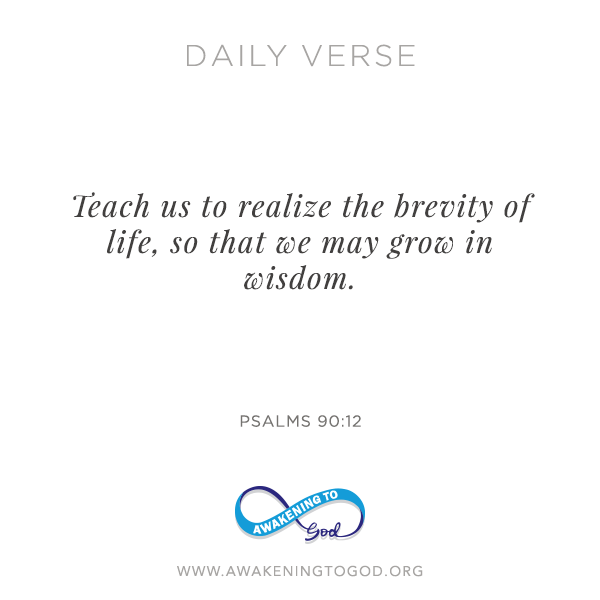 DAILY VERSE
Teach us to realize the brevity of
life, so that we may grow in
wisdom.
PSALMS 90:12
AWAKENING TO
God
WWW.AWAKENINGTOGOD.ORG